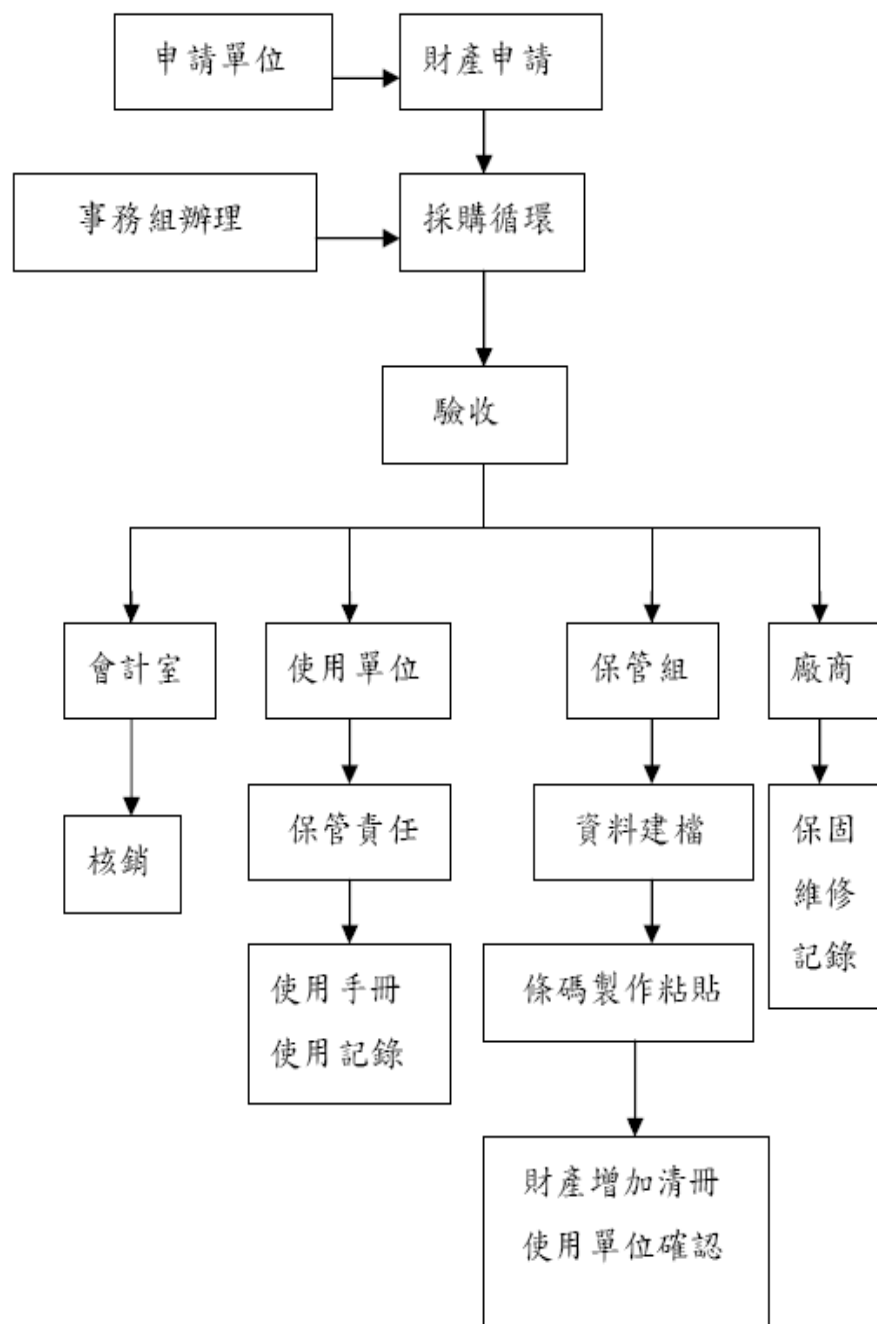 申請單位
財產申請
事務組辦理
採購循環
驗收
會計室
使用單位
保管組
廠商
核銷
保管責任
資料建檔
保固
維修
記錄
使用手冊
使用記錄
條碼製作粘貼
財產增加清冊
使用單位確認